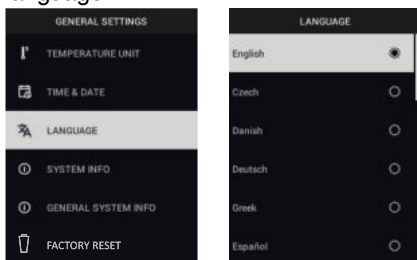 GENERAL SETTINGS
TEMPERATURE UNIT
TIME & DATE
LANGUAGE
SYSTEM INFO
GENERAL SYSTEM INFO
FACTORY RESET
LANGUAGE
English
Czech
Danish
Deutsch
Greek
Español